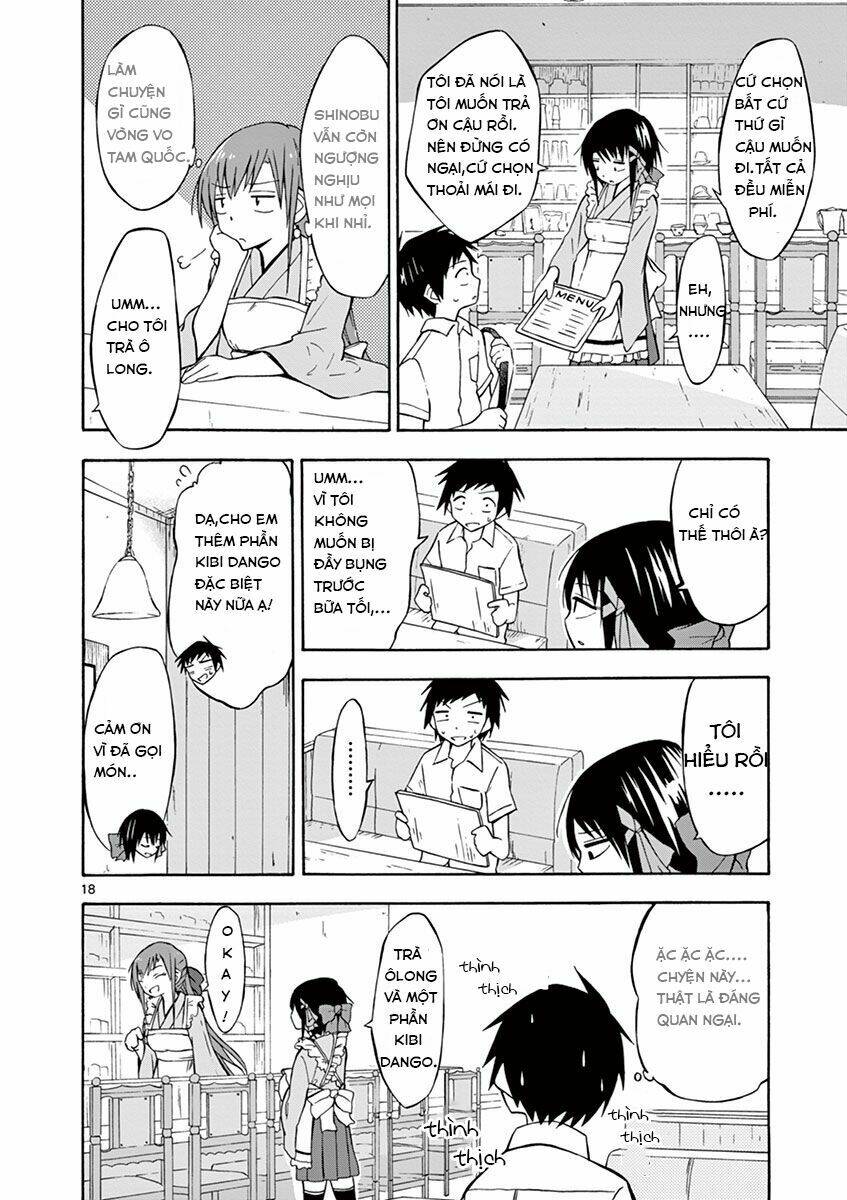 CỨ CHỌN
BẤT CỨ
THỨ GÌ
CẬU MUỐN
ĐI.TẤT CẢ
ĐỀU MIỄN
PHÍ.
TÔI ĐÃ NÓI LÀ
TÔI MUỐN TRẢ
ƠN CẬU RỒI.
NÊN ĐỪNG CÓ
NGẠI,CỨ CHỌN
THOẢI MÁI ĐI.
EH,
NHƯNG
....
MENU
SHINOBU
VẪN CÒN
NGƯỢNG
NGHỊU
NHƯ MỌI
KHI NHỈ.
LÀM
CHUYỆN
GÌ CŨNG
VÒNG VO
TAM QUỐC.
UMM...
CHO TÔI
TRÀ Ô
LONG.
CHỈ CÓ
THẾ THÔI À?
UMM...
VÌ TÔI
KHÔNG
MUỐN BỊ
ĐẦY BỤNG
TRƯỚC
BỮA TỐI,...
TÔI
HIỂU RỒI
.....
......
DẠ,CHO EM
THÊM PHẦN
KIBI DANGO
ĐẶC BIỆT
NÀY NỮA Ạ!
CẢM ƠN
VÌ ĐÃ GỌI
MÓN..
18
ẶC ẶC ẶC....
CHYỆN NÀY...
THẬT LÀ ĐÁNG
QUAN NGẠI.
thình
thịch
thình
thịch
TRÀ
ÔLONG
VÀ MỘT
PHẦN
KIBI
DANGO.
thình
thịch
OKAY!